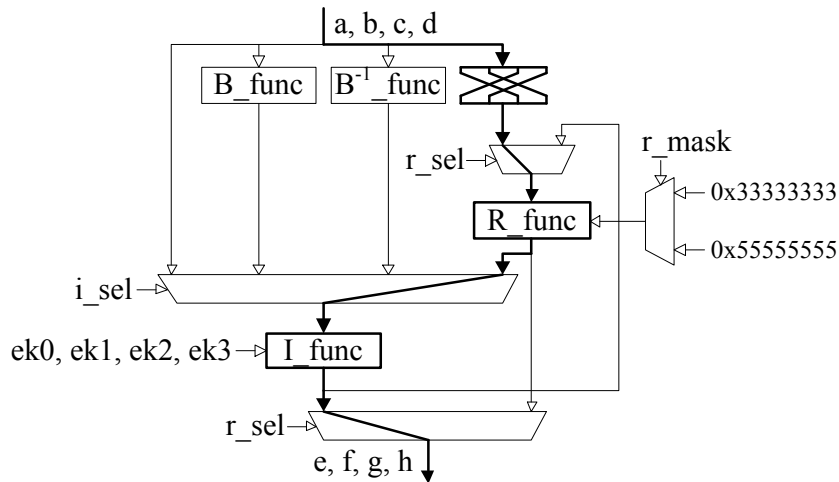 a, b, c, d
B_func
B⁻¹_func
r_sel
r_mask
0x33333333
R_func
0x55555555
i_sel
ek0, ek1, ek2, ek3
I_func
r_sel
e, f, g, h